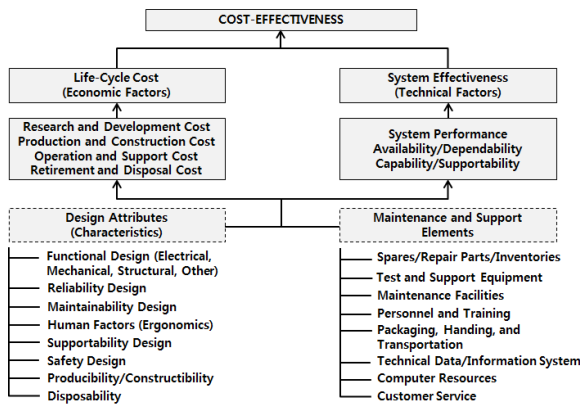 COST-EFFECTIVENESS
Life-Cycle Cost
(Economic Factors)
System Effectiveness
(Technical Factors)
Research and Development Cost
Production and Construction Cost
Operation and Support Cost
Retirement and Disposal Cost
System Performance
Availability/Dependability
Capability/Supportability
Design Attributes
(Characteristics)
Functional Design (Electrical,
Mechanical, Structural, Other)
Reliability Design
Maintainability Design
Human Factors (Ergonomics)
Supportability Design
Safety Design
Producibility/Constructibility
Disposability
Maintenance and Support
Elements
Spares/Repair Parts/Inventories
Test and Support Equipment
Maintenance Facilities
Personnel and Training
Packaging, Handing, and
Transportation
Technical Data/Information System
Computer Resources
Customer Service